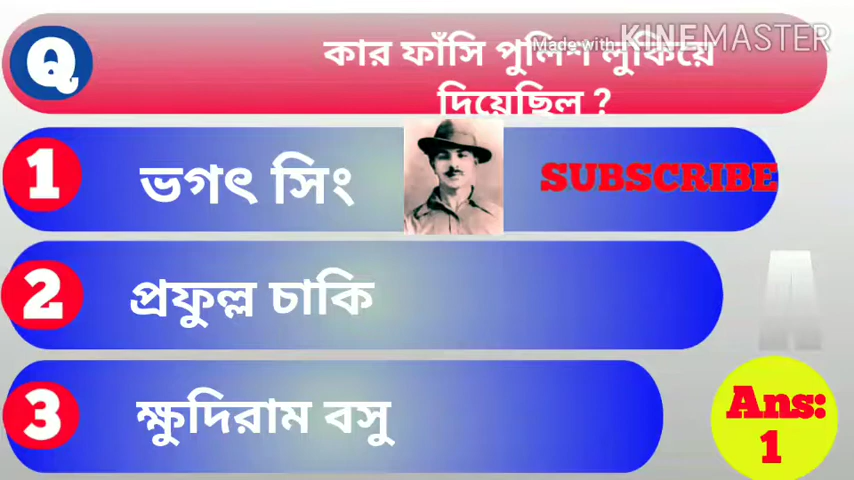 Q
কার ফাঁসি পুলিশ লুকিয়ে
Made with KINEMASTER
দিয়েছিল ?
1 ভগৎ সিং
SUBSCRIBE
2 প্রফুল্ল চাকি
3 ক্ষুদিরাম বসু
Ans:
1